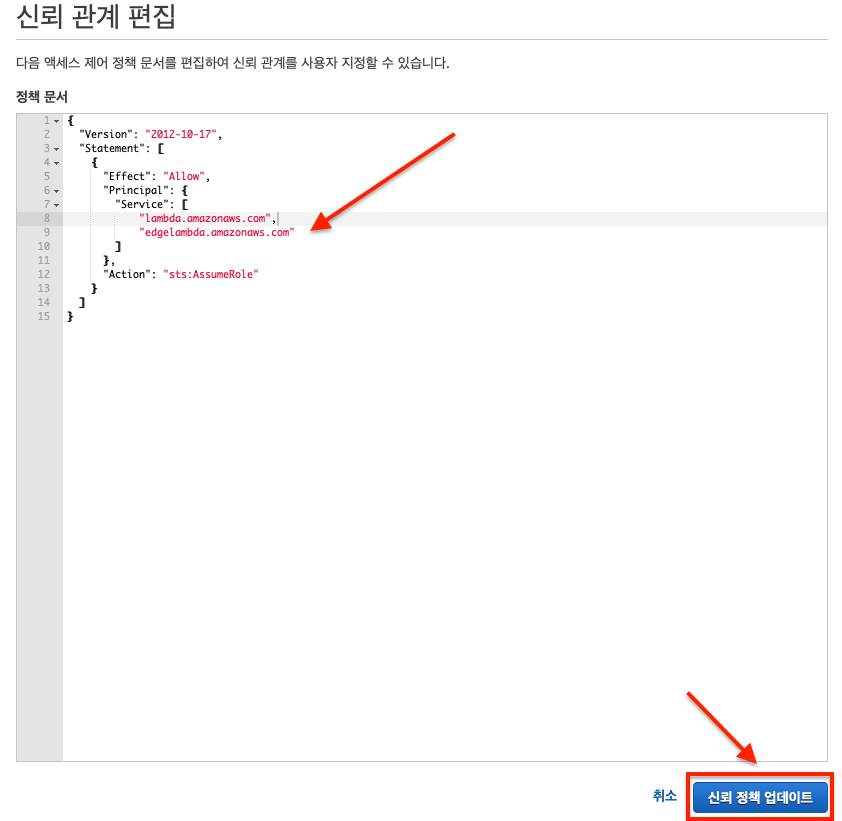 신뢰 관계 편집
다음 액세스 제어 정책 문서를 편집하여 신뢰 관계를 사용자 지정할 수 있습니다.
정책 문서
1 {
2 "Version": "2012-10-17",
3 "Statement": [
4 {
5 "Effect": "Allow",
6 "Principal": {
7 "Service": [
8 "lambda.amazonaws.com",
9 "edgelambda.amazonaws.com"
10 ]
11 },
12 "Action": "sts:AssumeRole"
13 }
14 ]
15 }
취소 신뢰 정책 업데이트